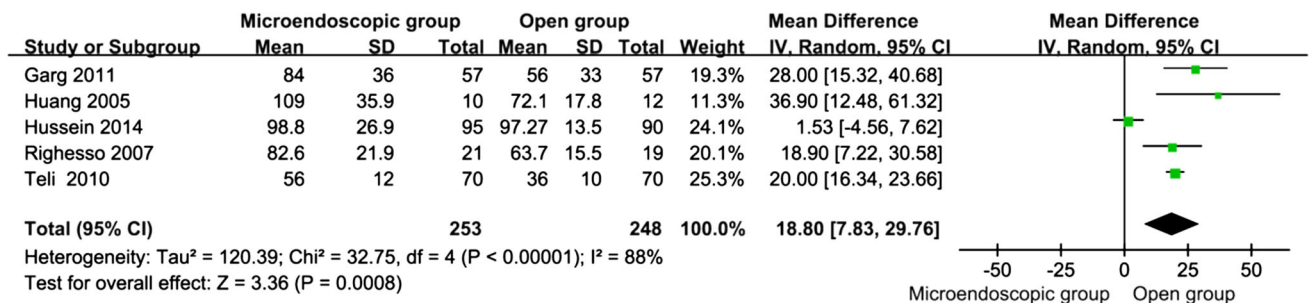 Microendoscopic group Open group Mean Difference Mean Difference
Study or Subgroup Mean SD Total Mean SD Total Weight IV, Random, 95% CI IV, Random, 95% CI
Garg 2011 84 36 57 56 33 57 19.3% 28.00 [15.32, 40.68]
Huang 2005 109 35.9 10 72.1 17.8 12 11.3% 36.90 [12.48, 61.32]
Hussein 2014 98.8 26.9 95 97.27 13.5 90 24.1% 1.53 [-4.56, 7.62]
Righesso 2007 82.6 21.9 21 63.7 15.5 19 20.1% 18.90 [7.22, 30.58]
Teli 2010 56 12 70 36 10 70 25.3% 20.00 [16.34, 23.66]
Total (95% CI) 253 248 100.0% 18.80 [7.83, 29.76]
Heterogeneity: Tau² = 120.39; Chi² = 32.75, df = 4 (P < 0.00001); I² = 88%
Test for overall effect: Z = 3.36 (P = 0.0008)
-50 -25 0 25 50
Microendoscopic group Open group